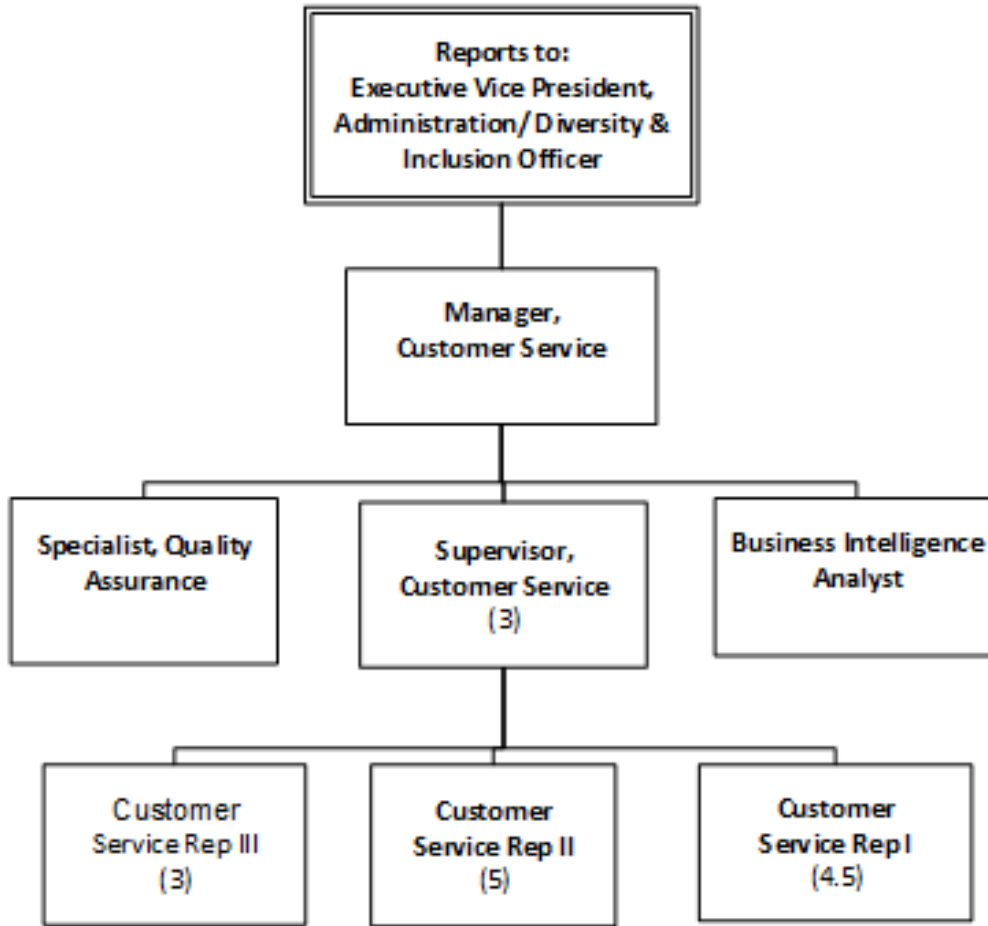 Reports to:
Executive Vice President,
Administration/Diversity &
Inclusion Officer
Manager,
Customer Service
Specialist, Quality
Assurance
Supervisor,
Customer Service
(3)
Business Intelligence
Analyst
Customer
Service Rep III
(3)
Customer
Service Rep II
(5)
Customer
Service Rep I
(4.5)